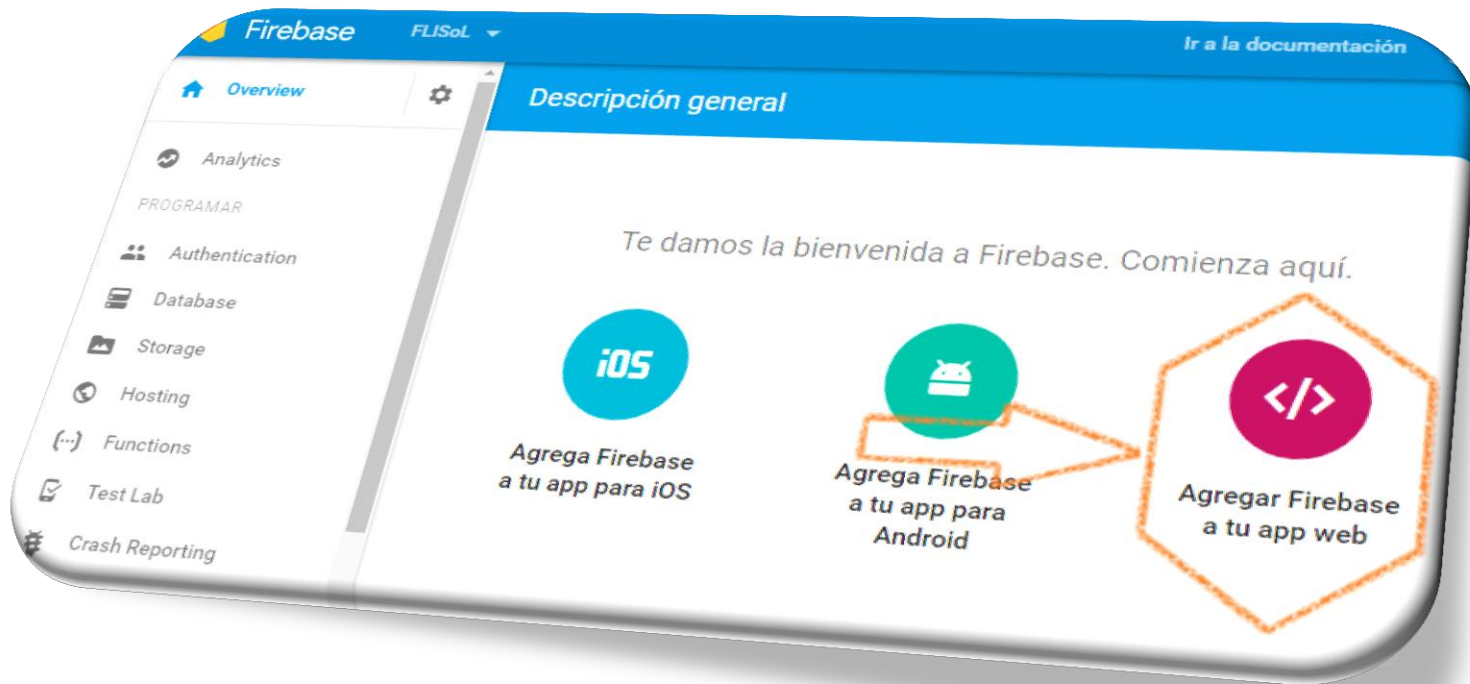 Firebase
FLISoL
Ir a la documentación
Overview
Descripción general
Analytics
PROGRAMAR
Authentication
Database
Storage
Hosting
Functions
Test Lab
Crash Reporting
Te damos la bienvenida a Firebase. Comienza aquí.
iOS
Agrega Firebase
a tu app para iOS
Agrega Firebase
a tu app para
Android
</>
Agregar Firebase
a tu app web